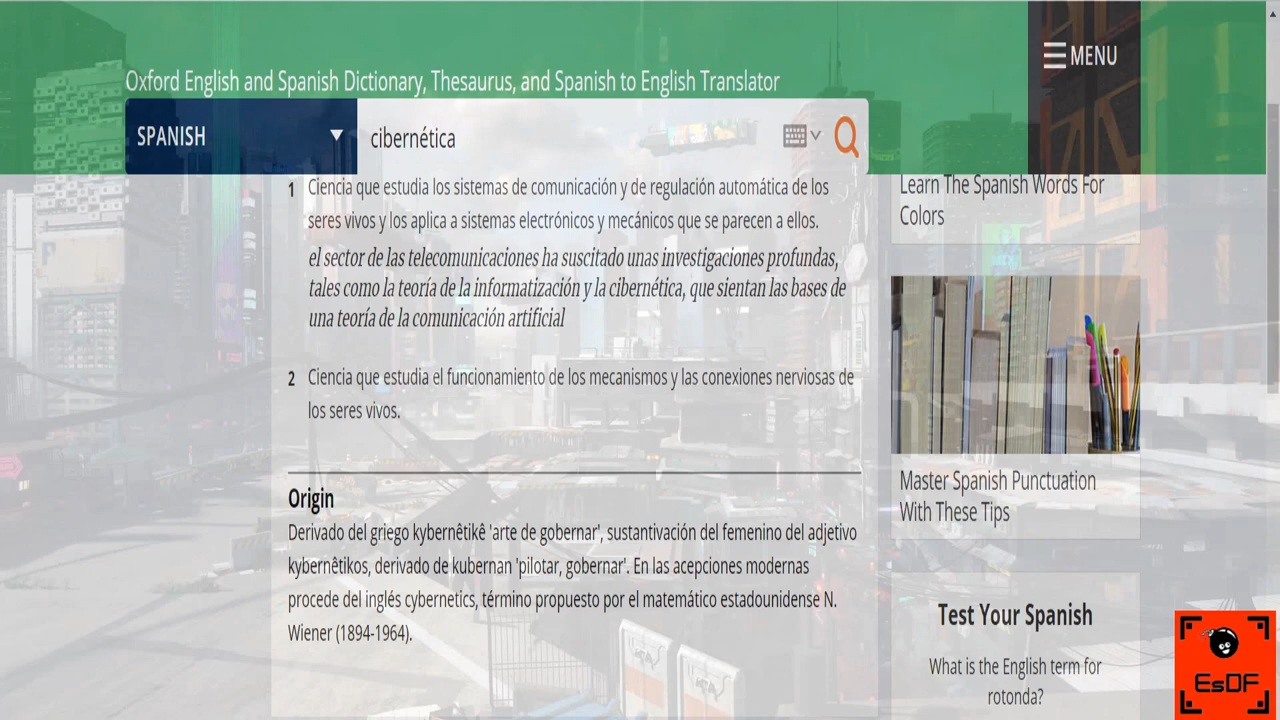 Oxford English and Spanish Dictionary, Thesaurus, and Spanish to English Translator
MENU
SPANISH
cibernética
1 Ciencia que estudia los sistemas de comunicación y de regulación automática de los
seres vivos y los aplica a sistemas electrónicos y mecánicos que se parecen a ellos.
el sector de las telecomunicaciones ha suscitado unas investigaciones profundas,
tales como la teoría de la informatización y la cibernética, que sientan las bases de
una teoría de la comunicación artificial
2 Ciencia que estudia el funcionamiento de los mecanismos y las conexiones nerviosas de
los seres vivos.
Origin
Derivado del griego kybernêtikê 'arte de gobernar', sustantivación del femenino del adjetivo
kybernêtikos, derivado de kubernan 'pilotar, gobernar'. En las acepciones modernas
procede del inglés cybernetics, término propuesto por el matemático estadounidense N.
Wiener (1894-1964).
Learn The Spanish Words For
Colors
Master Spanish Punctuation
With These Tips
Test Your Spanish
What is the English term for
rotonda?
EsDF